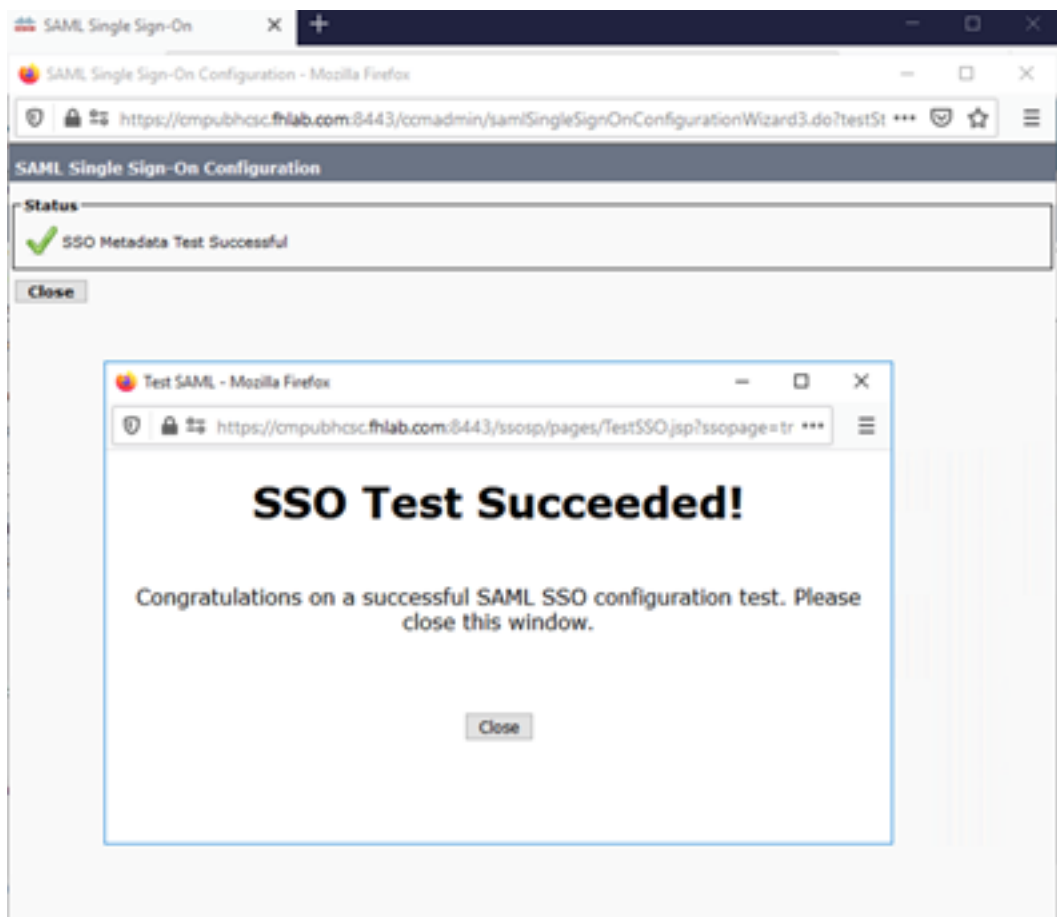 SAML Single Sign-On
SAML Single Sign-On Configuration - Mozilla Firefox
https://cmpubhcsc.fhlab.com:8443/ccmadmin/samlSingleSignOnConfigurationWizard3.do?testSt
SAML Single Sign-On Configuration
Status
SSO Metadata Test Successful
Close
Test SAML - Mozilla Firefox
https://cmpubhcsc.fhlab.com:8443/ssosp/pages/TestSSO.jsp?ssopage=tr
SSO Test Succeeded!
Congratulations on a successful SAML SSO configuration test. Please
close this window.
Close